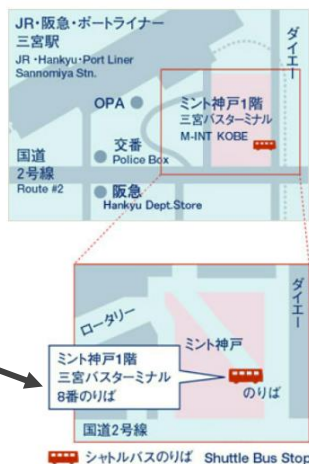 JR・阪急・ポートライナー
三宮駅
JR・Hankyu・Port Liner
Sannomiya Stn.
ダイエー
OPA
ミント神戸1階
三宮バスターミナル
M-INT KOBE
交番
Police Box
国道
2号線
Route #2
阪急
Hankyu Dept.Store
ダイエー
ロータリー
ミント神戸
ミント神戸1階
三宮バスターミナル
8番のりば
のりば
国道2号線
シャトルバスのりば Shuttle Bus Stop